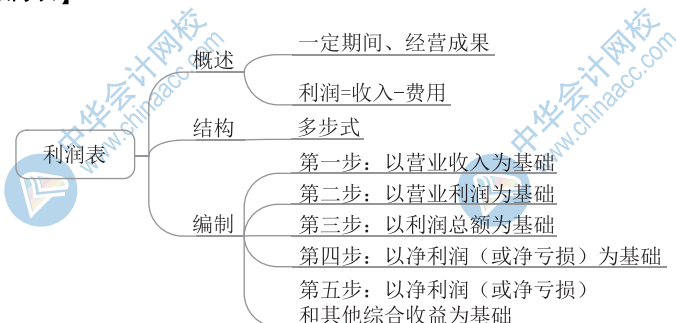 概述
一定期间、经营成果
利润=收入-费用
结构
多步式
利润表
编制
第一步：以营业收入为基础
第二步：以营业利润为基础
第三步：以利润总额为基础
第四步：以净利润（或净亏损）为基础
第五步：以净利润（或净亏损）
和其他综合收益为基础
中华会计网校
www.chinaacc.com
中华会计网校
www.chinaacc.com